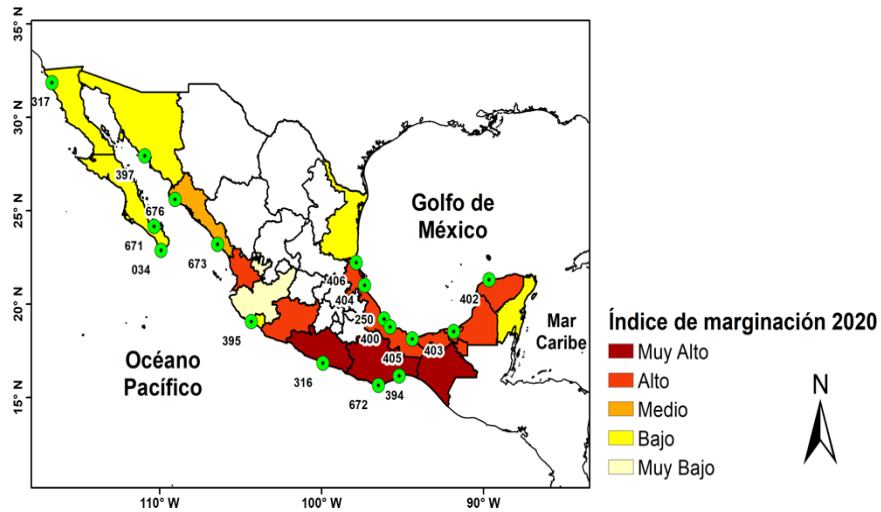 35° N
30° N
25° N
20° N
15° N
317
397
676
671
034
673
395
316
672
394
405
403
400
250
404
406
402
Golfo de
México
Mar
Caribe
Océano
Pacífico
110° W
100° W
90° W
Índice de marginación 2020
Muy Alto
Alto
Medio
Bajo
Muy Bajo
N